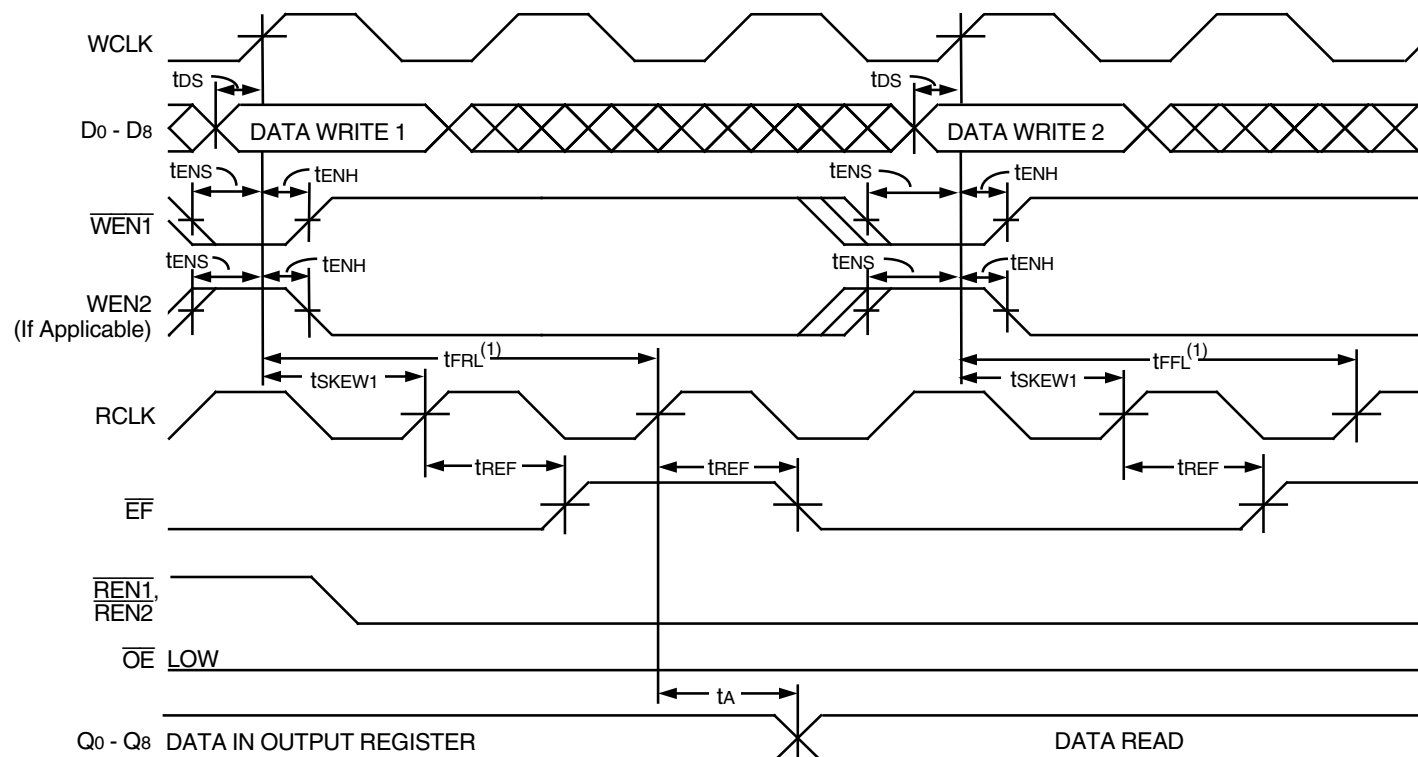 WCLK
tDS tDS
D0 - D8 DATA WRITE 1 DATA WRITE 2
tENS tENH tENS tENH
WEN1
tENS tENH tENS tENH
WEN2
(If Applicable)
tFRL(1) tFFL(1)
tSKEW1 tSKEW1
RCLK
tREF tREF tREF
EF
REN1,
REN2
OE LOW
tA
Q0 - Q8 DATA IN OUTPUT REGISTER DATA READ